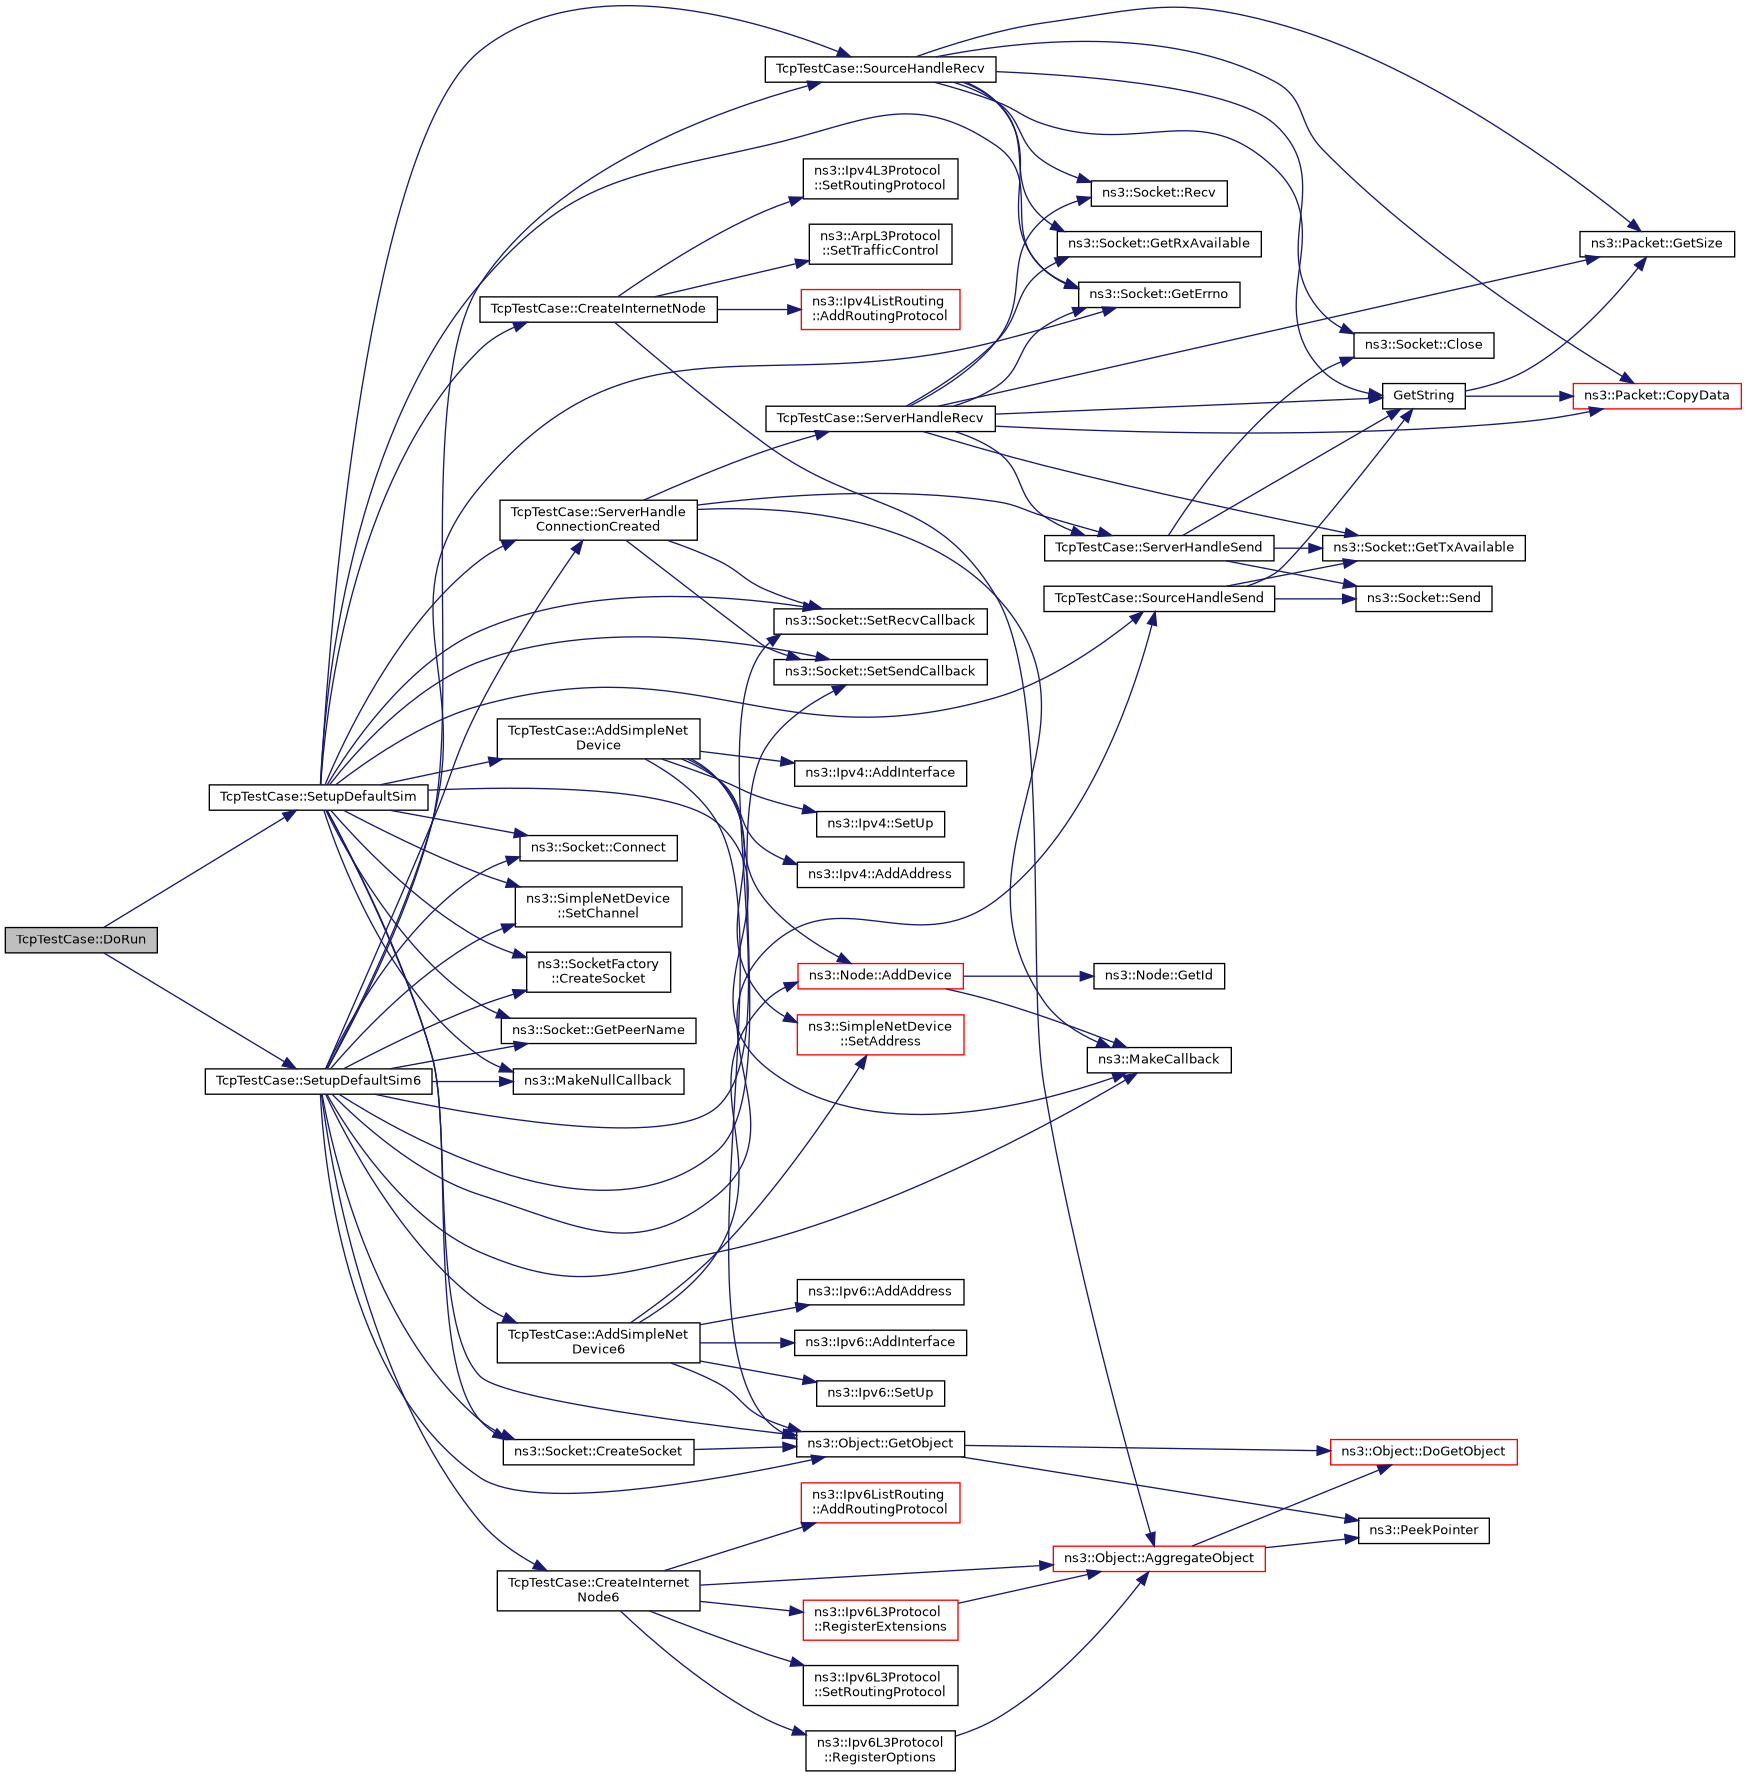 TcpTestCase::DoRun
TcpTestCase::SetupDefaultSim
TcpTestCase::SetupDefaultSim6
TcpTestCase::CreateInternetNode
TcpTestCase::ServerHandle
ConnectionCreated
TcpTestCase::AddSimpleNet
Device
ns3::Socket::Connect
ns3::SimpleNetDevice
::SetChannel
ns3::SocketFactory
::CreateSocket
ns3::Socket::GetPeerName
ns3::MakeNullCallback
TcpTestCase::AddSimpleNet
Device6
ns3::Socket::CreateSocket
TcpTestCase::CreateInternet
Node6
TcpTestCase::SourceHandleRecv
ns3::Ipv4L3Protocol
::SetRoutingProtocol
ns3::ArpL3Protocol
::SetTrafficControl
ns3::Ipv4ListRouting
::AddRoutingProtocol
TcpTestCase::ServerHandleRecv
ns3::Socket::SetRecvCallback
ns3::Socket::SetSendCallback
ns3::Ipv4::AddInterface
ns3::Ipv4::SetUp
ns3::Ipv4::AddAddress
ns3::Node::AddDevice
ns3::SimpleNetDevice
::SetAddress
ns3::Ipv6::AddAddress
ns3::Ipv6::AddInterface
ns3::Ipv6::SetUp
ns3::Object::GetObject
ns3::Ipv6ListRouting
::AddRoutingProtocol
ns3::Ipv6L3Protocol
::RegisterExtensions
ns3::Ipv6L3Protocol
::SetRoutingProtocol
ns3::Ipv6L3Protocol
::RegisterOptions
ns3::Socket::Recv
ns3::Socket::GetRxAvailable
ns3::Socket::GetErrno
TcpTestCase::ServerHandleSend
TcpTestCase::SourceHandleSend
ns3::Node::GetId
ns3::MakeCallback
ns3::Object::AggregateObject
ns3::Socket::Close
GetString
ns3::Socket::GetTxAvailable
ns3::Socket::Send
ns3::Object::DoGetObject
ns3::PeekPointer
ns3::Packet::GetSize
ns3::Packet::CopyData